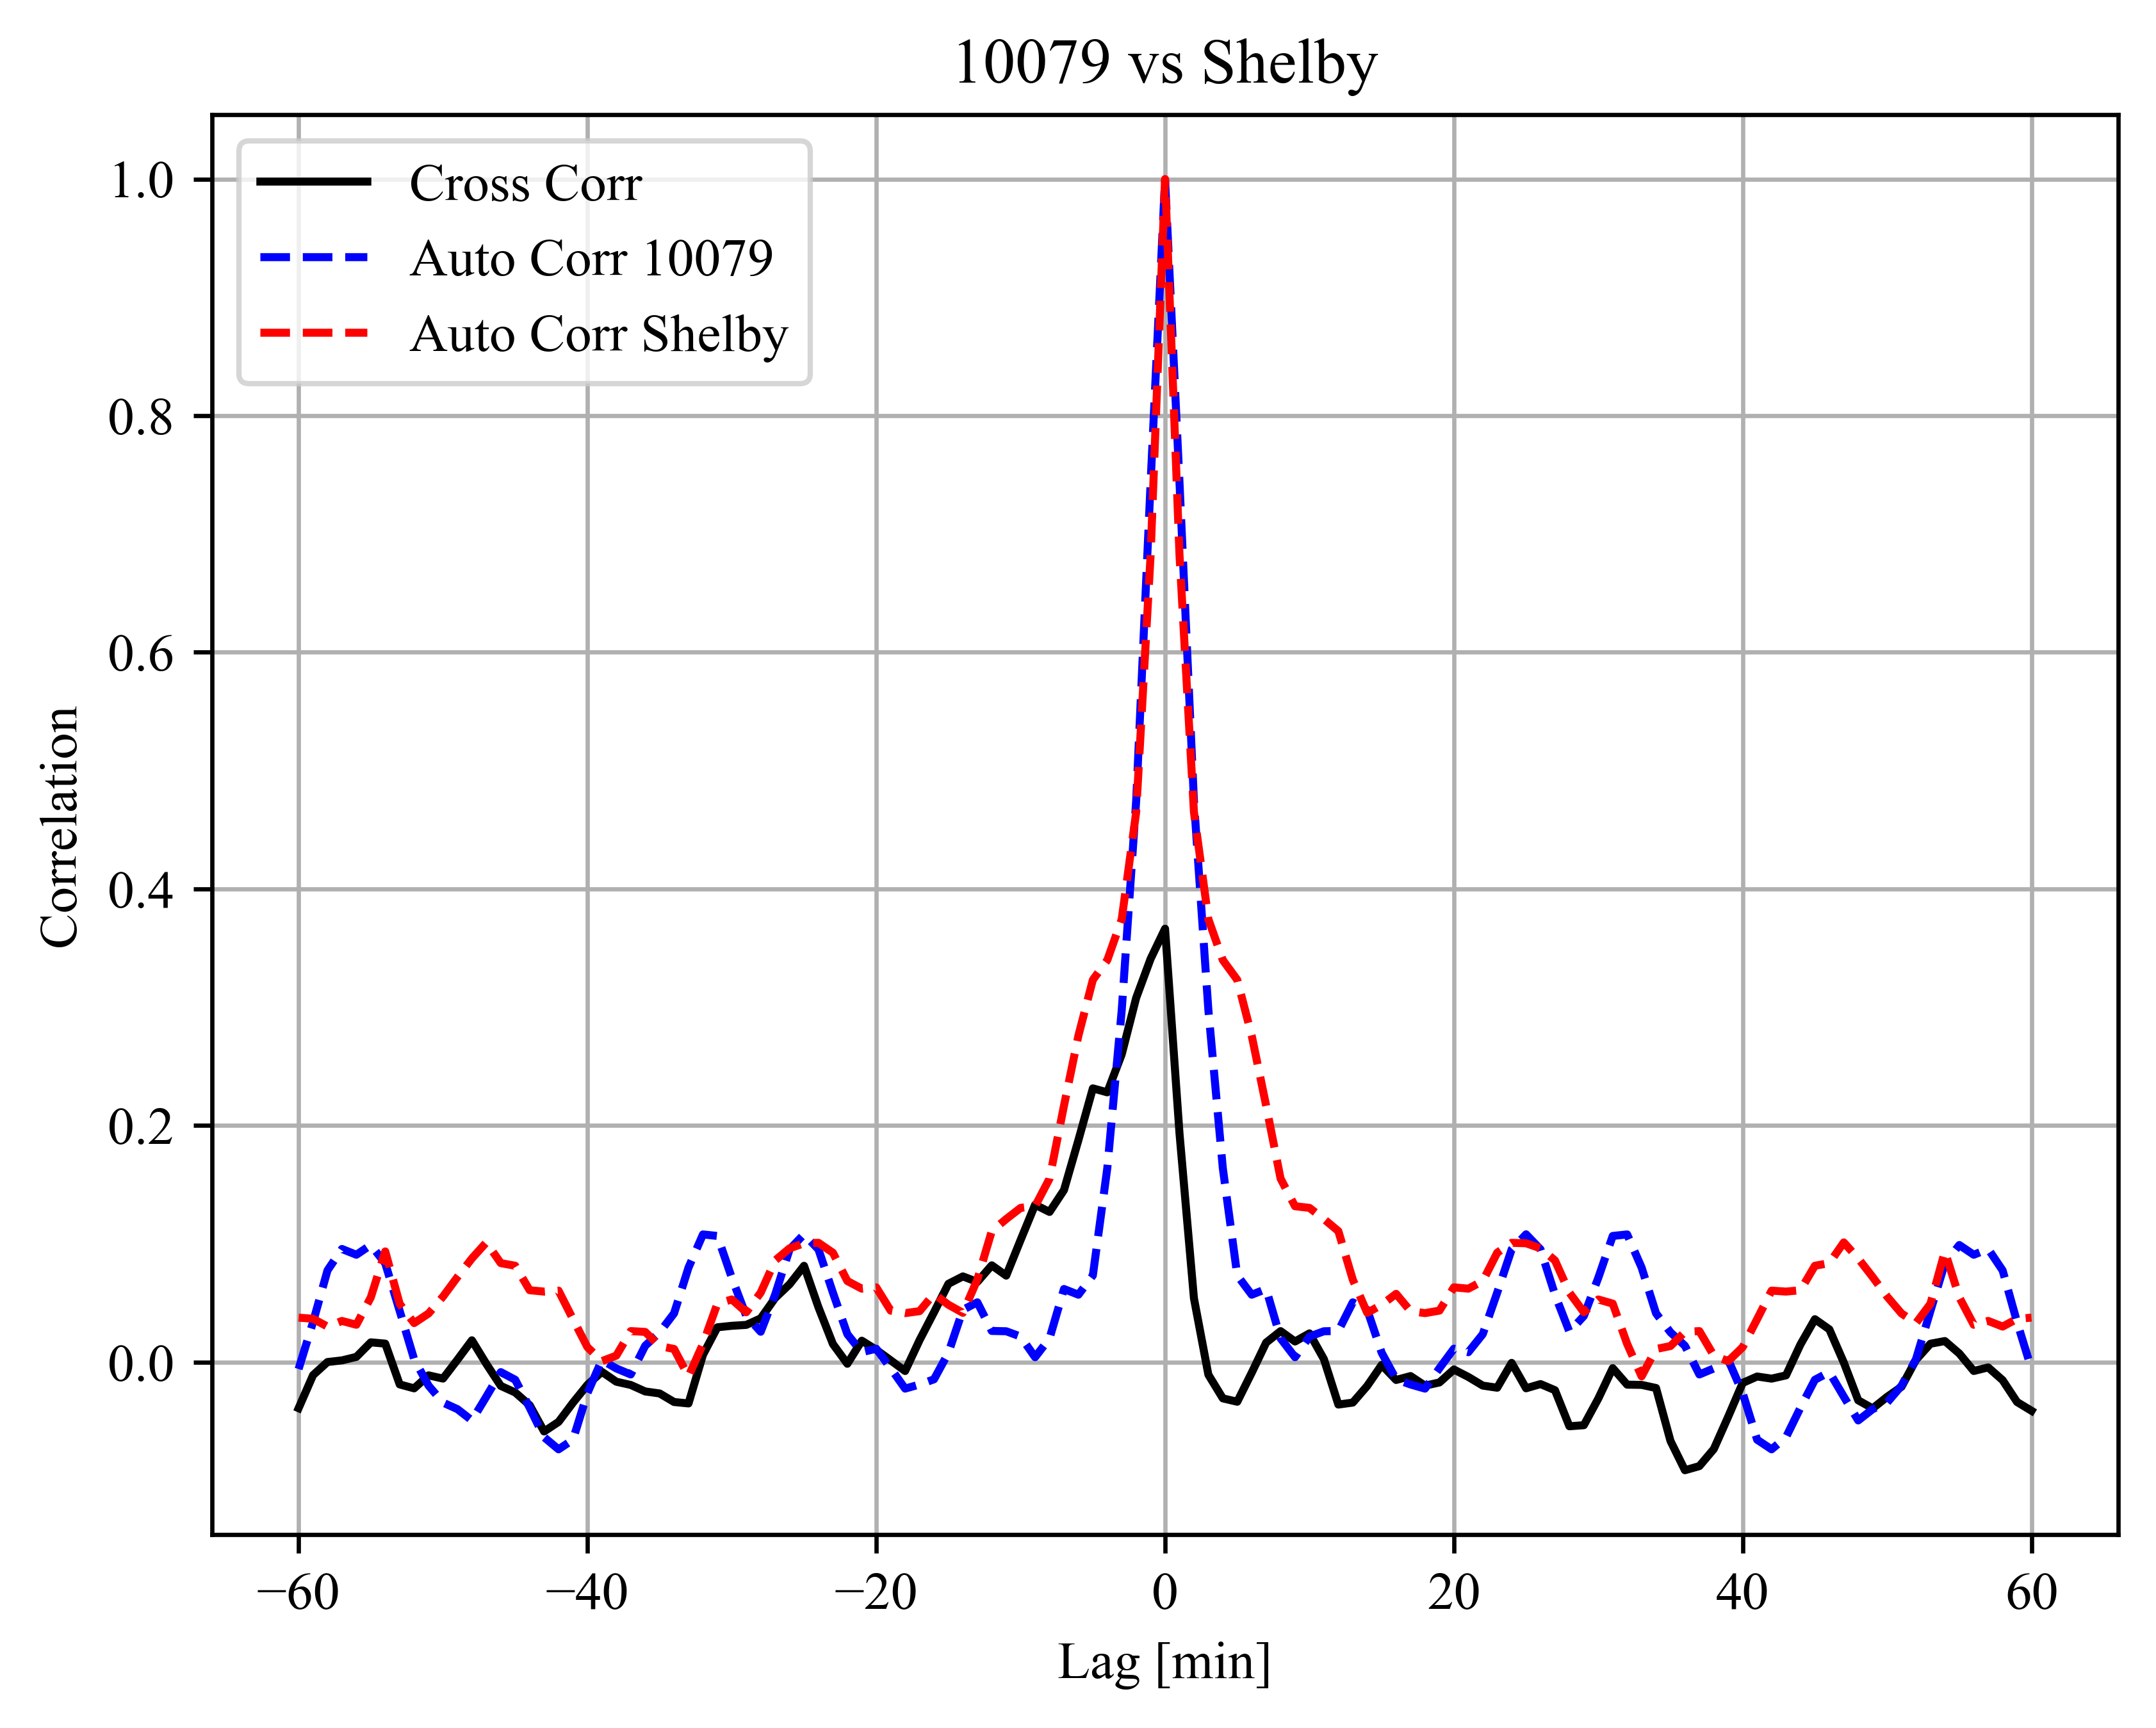 10079 vs Shelby
Cross Corr
Auto Corr 10079
Auto Corr Shelby
1.0
0.8
0.6
0.4
0.2
0.0
Correlation
−60 −40 −20 0 20 40 60
Lag [min]